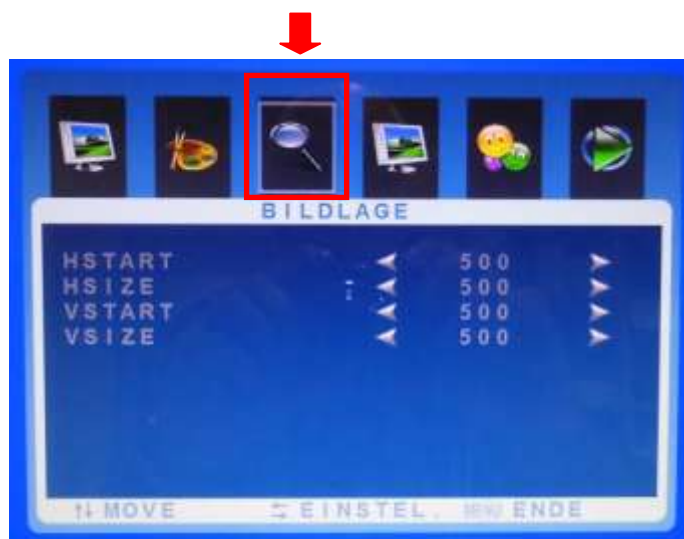 BILDLAGE
HSTART 500
HSIZE 500
VSTART 500
VSIZE 500
MOVE EINSTEL. MENU ENDE